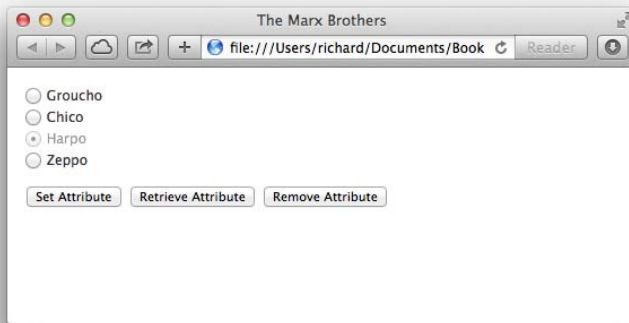 The Marx Brothers
file:///Users/richard/Documents/Book Reader
Groucho
Chico
Harpo
Zeppo
Set Attribute Retrieve Attribute Remove Attribute